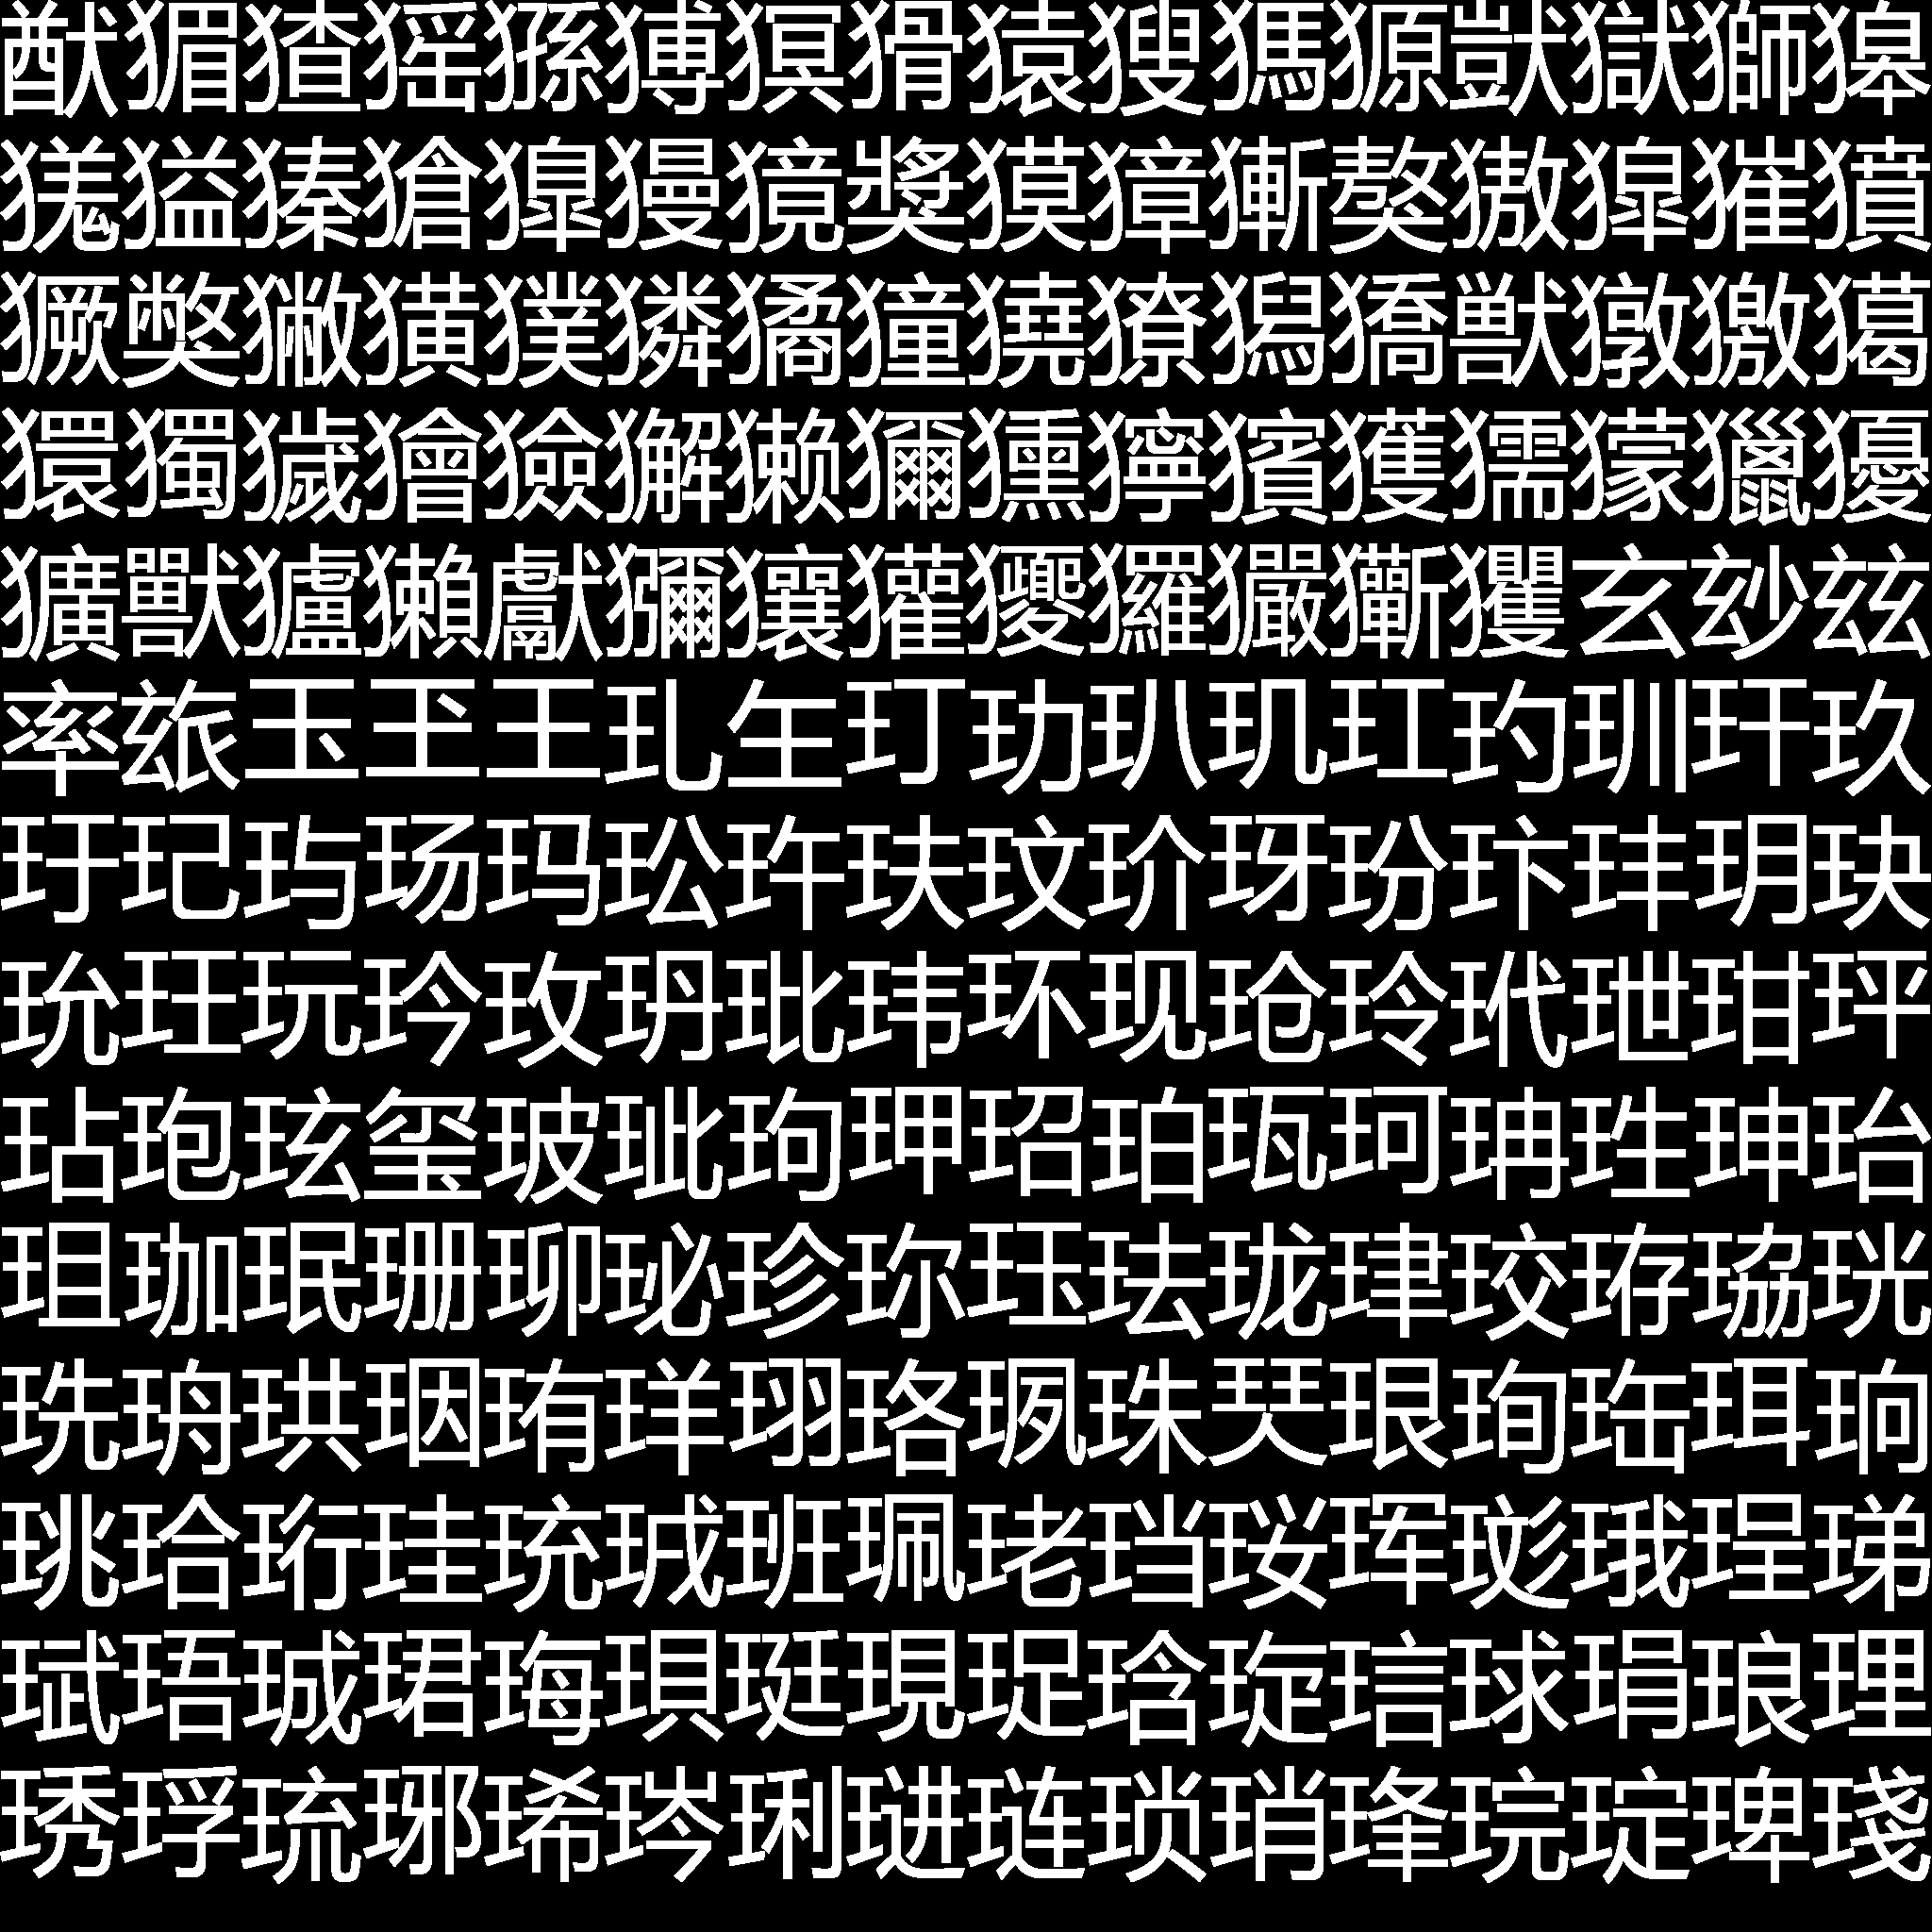 猷猸猹猺猻猼猽猾猿獀獁獂獃獄獅獆
獇獈獉獊獋獌獍獎獏獐獑獒獓獔獕獖
獗獘獙獚獛獜獝獞獟獠獡獢獣獤獥獦
獧獨獩獪獫獬獭獮獯獰獱獲獳獴獵獶
獷獸獹獺獻獼獽獾獿玀玁玂玃玄玅玆
率玈玉玊王玌玍玎玏玐玑玒玓玔玕玖
玗玘玙玚玛玜玝玞玟玠玡玢玣玤玥玦
玧玨玩玪玫玬玭玮环现玱玲玳玴玵玶
玷玸玹玺玻玼玽玾玿珀珁珂珃珄珅珆
珇珈珉珊珋珌珍珎珏珐珑珒珓珔珕珖
珗珘珙珚珛珜珝珞珟珠珡珢珣珤珥珦
珧珨珩珪珫珬班珮珯珰珱珲珳珴珵珶
珷珸珹珺珻珼珽現珿琀琁琂球琄琅理
琇琈琉琊琋琌琍琎琏琐琑琒琓琔琕琖